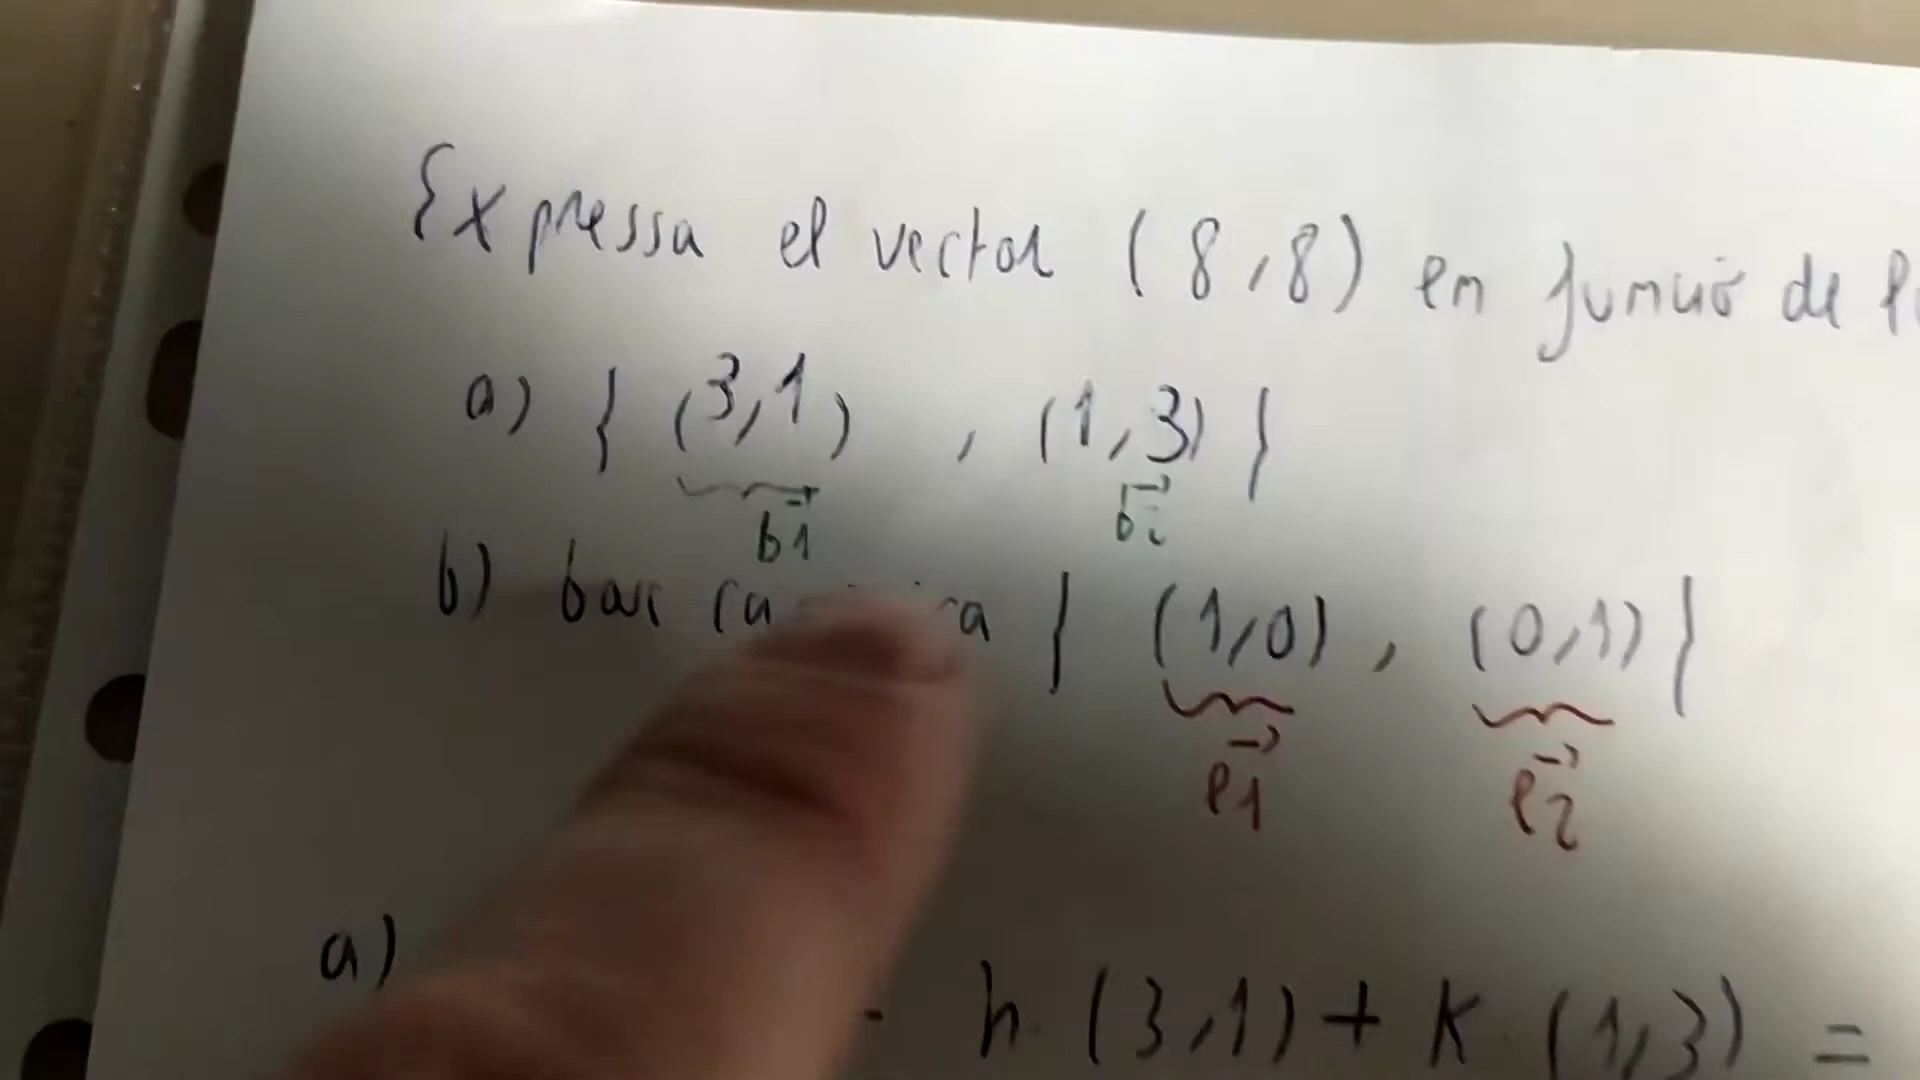 Expressa el vector (8,8) en funció de
a) { (3,1) , (1,3) }
b1 b2
b) base { (1,0) , (0,1) }
e1 e2
a)
h (3,1) + k (1,3) =